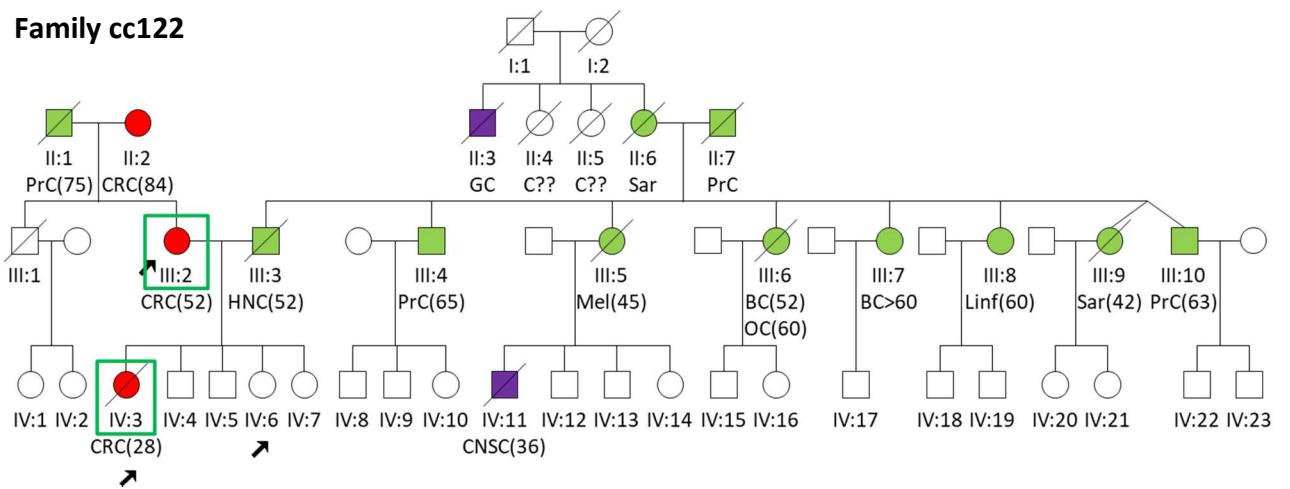 Family cc122
I:1 I:2
II:1 II:2 II:3 II:4 II:5 II:6 II:7
PrC(75) CRC(84) GC C?? C?? Sar PrC
III:1 III:2 III:3 III:4 III:5 III:6 III:7 III:8 III:9 III:10
CRC(52) HNC(52) PrC(65) Mel(45) BC(52) BC>60 Linf(60) Sar(42) PrC(63)
OC(60)
IV:1 IV:2 IV:3 IV:4 IV:5 IV:6 IV:7 IV:8 IV:9 IV:10 IV:11 IV:12 IV:13 IV:14 IV:15 IV:16 IV:17 IV:18 IV:19 IV:20 IV:21 IV:22 IV:23
CRC(28) CNSC(36)